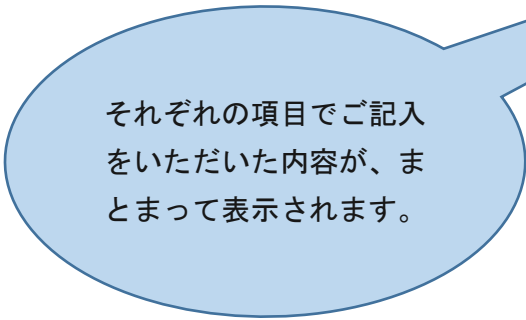 それぞれの項目でご記入
をいただいた内容が、ま
とまって表示されます。